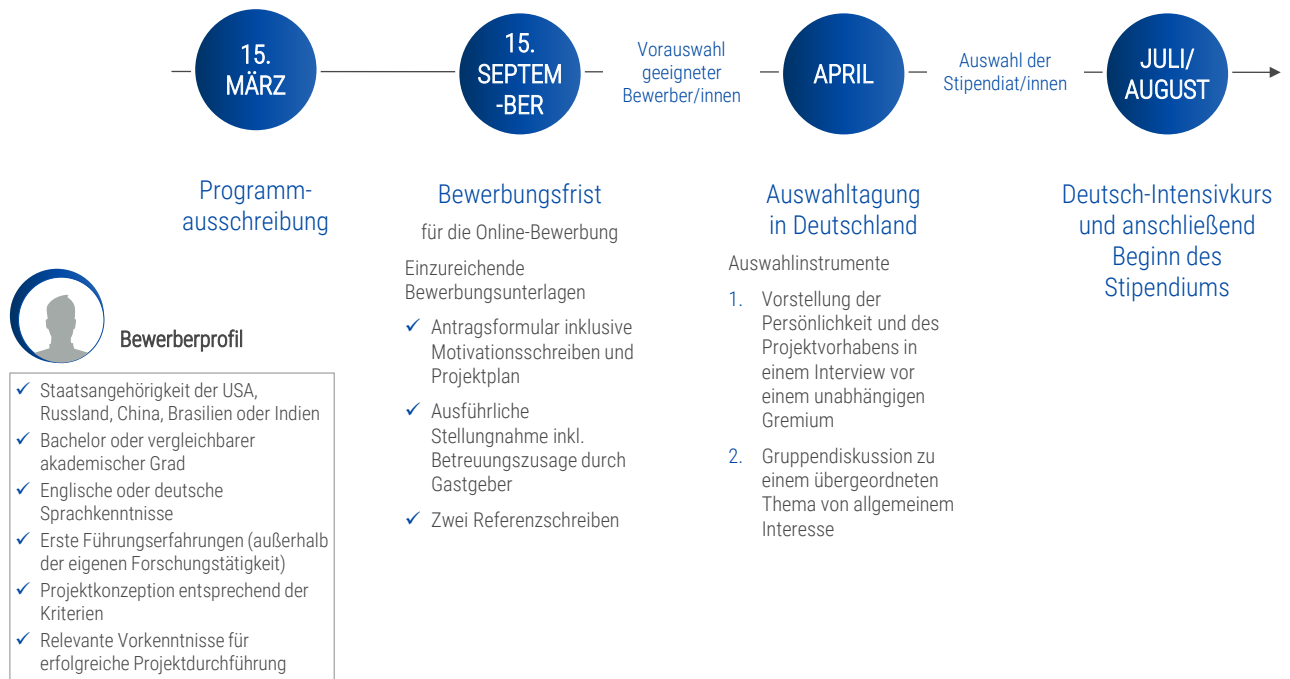 15.
MÄRZ
15.
SEPTEM
-BER
Vorauswahl
geeigneter
Bewerber/innen
APRIL
Auswahl der
Stipendiat/innen
JULI/
AUGUST
Programm-
ausschreibung
Bewerberprofil
✓ Staatsangehörigkeit der USA,
Russland, China, Brasilien oder Indien
✓ Bachelor oder vergleichbarer
akademischer Grad
✓ Englische oder deutsche
Sprachkenntnisse
✓ Erste Führungserfahrungen (außerhalb
der eigenen Forschungstätigkeit)
✓ Projektkonzeption entsprechend der
Kriterien
✓ Relevante Vorkenntnisse für
erfolgreiche Projektdurchführung
Bewerbungsfrist
für die Online-Bewerbung
Einzureichende
Bewerbungsunterlagen
✓ Antragsformular inklusive
Motivationsschreiben und
Projektplan
✓ Ausführliche
Stellungnahme inkl.
Betreuungszusage durch
Gastgeber
✓ Zwei Referenzschreiben
Auswahltagung
in Deutschland
Auswahlinstrumente
1. Vorstellung der
Persönlichkeit und des
Projektvorhabens in
einem Interview vor
einem unabhängigen
Gremium
2. Gruppendiskussion zu
einem übergeordneten
Thema von allgemeinem
Interesse
Deutsch-Intensivkurs
und anschließend
Beginn des
Stipendiums